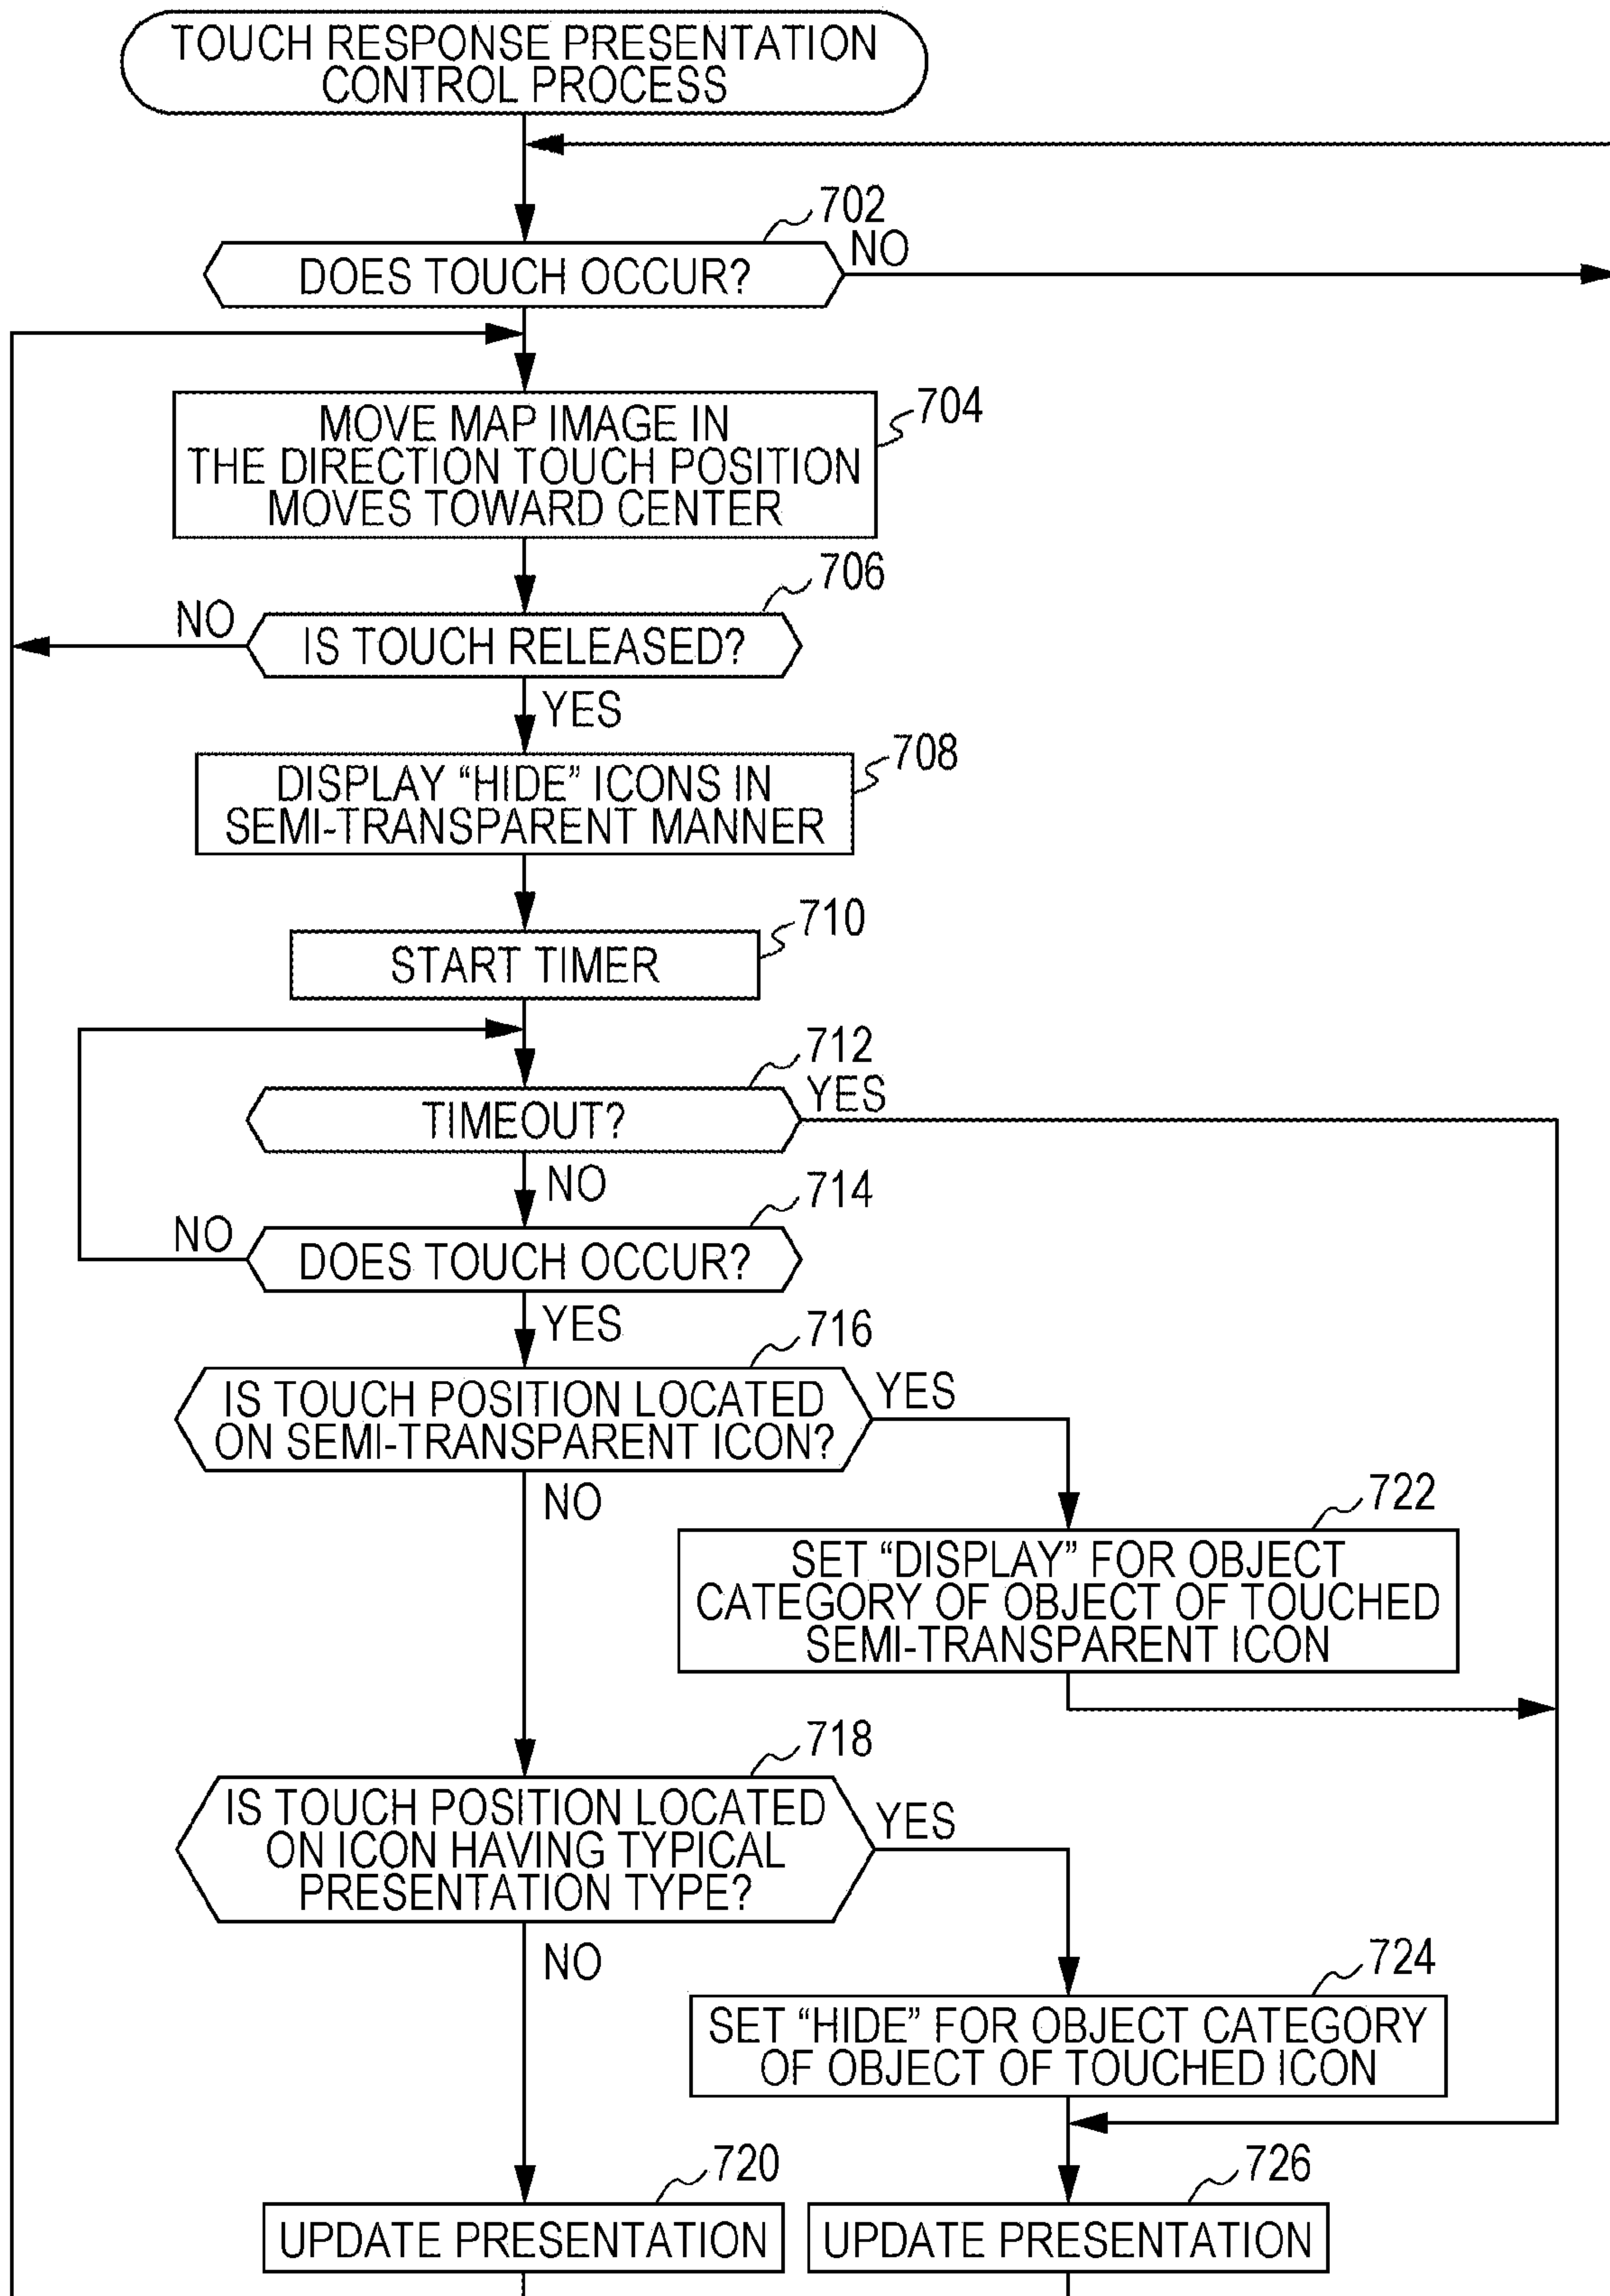 TOUCH RESPONSE PRESENTATION
CONTROL PROCESS
702
DOES TOUCH OCCUR?
NO
MOVE MAP IMAGE IN
THE DIRECTION TOUCH POSITION
MOVES TOWARD CENTER
704
706
NO
IS TOUCH RELEASED?
YES
708
DISPLAY “HIDE” ICONS IN
SEMI-TRANSPARENT MANNER
710
START TIMER
712
YES
TIMEOUT?
NO
714
NO
DOES TOUCH OCCUR?
YES
716
IS TOUCH POSITION LOCATED
ON SEMI-TRANSPARENT ICON?
YES
NO
722
SET “DISPLAY” FOR OBJECT
CATEGORY OF OBJECT OF TOUCHED
SEMI-TRANSPARENT ICON
718
IS TOUCH POSITION LOCATED
ON ICON HAVING TYPICAL
PRESENTATION TYPE?
YES
NO
724
SET “HIDE” FOR OBJECT CATEGORY
OF OBJECT OF TOUCHED ICON
720
UPDATE PRESENTATION
726
UPDATE PRESENTATION